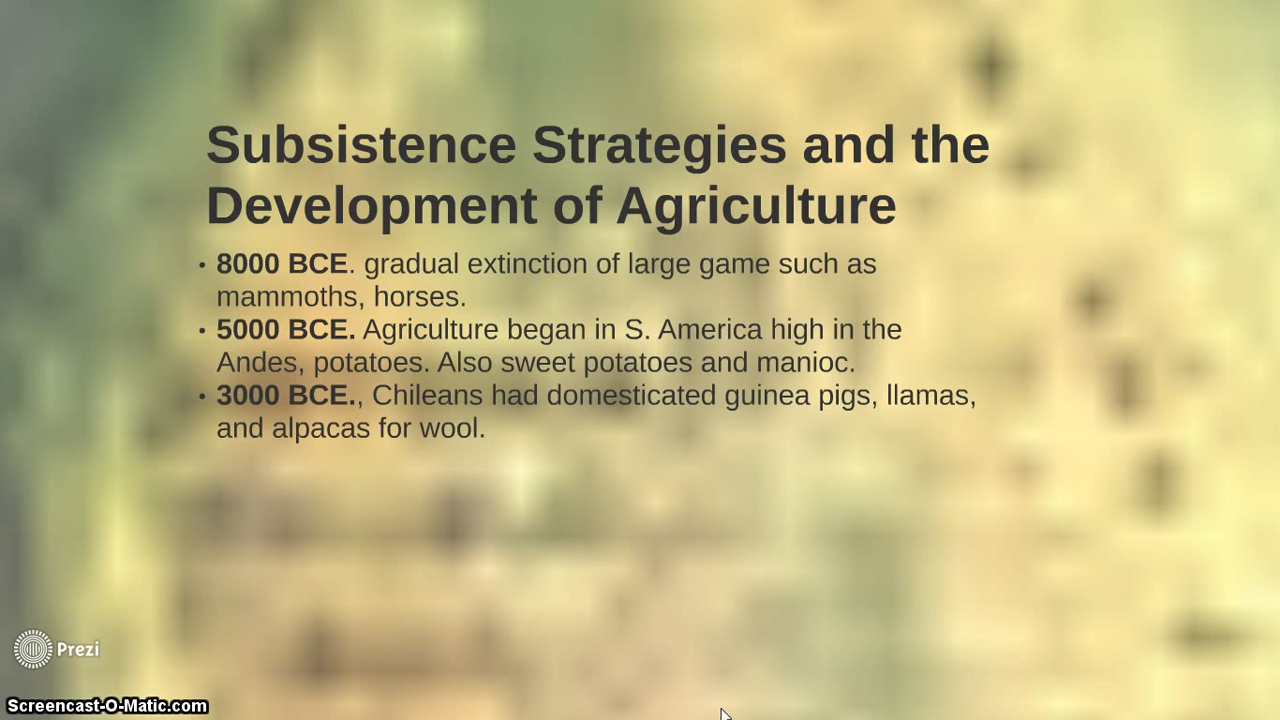 Subsistence Strategies and the
Development of Agriculture
• 8000 BCE. gradual extinction of large game such as
mammoths, horses.
• 5000 BCE. Agriculture began in S. America high in the
Andes, potatoes. Also sweet potatoes and manioc.
• 3000 BCE., Chileans had domesticated guinea pigs, llamas,
and alpacas for wool.
Prezi
Screencast-O-Matic.com